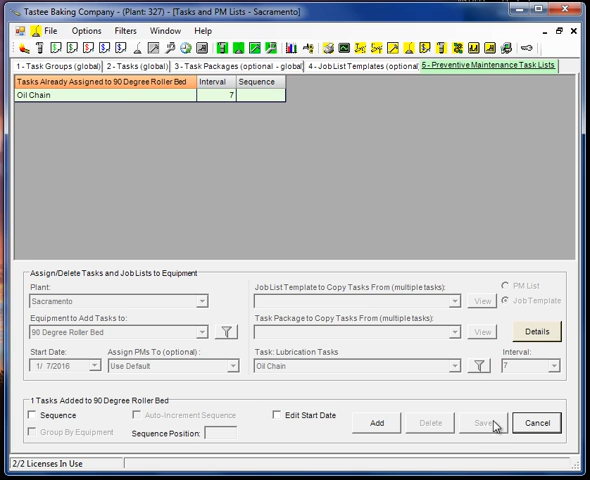 Tastee Baking Company - (Plant: 327) - [Tasks and PM Lists - Sacramento]
File Options Filters Window Help
1 - Task Groups (global) 2 - Tasks (global) 3 - Task Packages (optional - global) 4 - Job List Templates (optional 5 - Preventive Maintenance Task Lists
Tasks Already Assigned to 90 Degree Roller Bed Interval Sequence
Oil Chain 7
Assign/Delete Tasks and Job Lists to Equipment
Plant: Job List Template to Copy Tasks From (multiple tasks): PM List
Sacramento View Job Template
Equipment to Add Tasks to: Task Package to Copy Tasks From (multiple tasks):
90 Degree Roller Bed View Details
Start Date: Assign PMs To (optional) : Task: Lubrication Tasks Interval:
1/ 7/2016 Use Default Oil Chain 7
1 Tasks Added to 90 Degree Roller Bed
Sequence Auto-Increment Sequence Edit Start Date Add Delete Save Cancel
Group By Equipment Sequence Position:
2/2 Licenses In Use